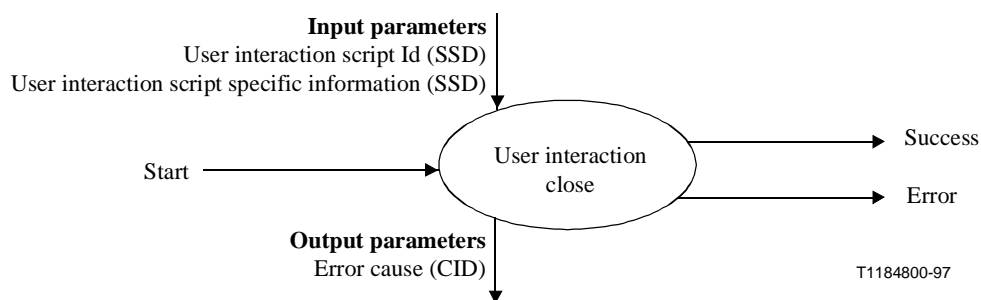 Input parameters
User interaction script Id (SSD)
User interaction script specific information (SSD)
Start
User interaction
close
Success
Error
Output parameters
Error cause (CID)
T1184800-97